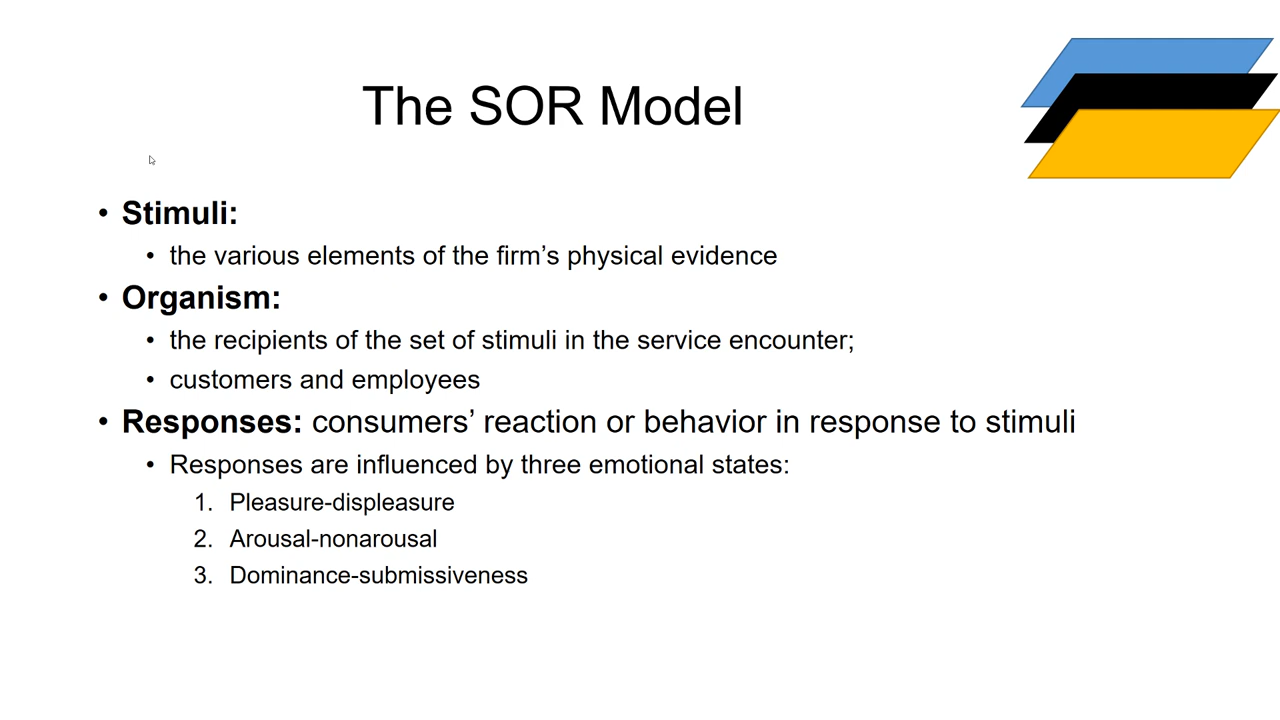 The SOR Model
• Stimuli:
• the various elements of the firm’s physical evidence
• Organism:
• the recipients of the set of stimuli in the service encounter;
• customers and employees
• Responses: consumers’ reaction or behavior in response to stimuli
• Responses are influenced by three emotional states:
1. Pleasure-displeasure
2. Arousal-nonarousal
3. Dominance-submissiveness